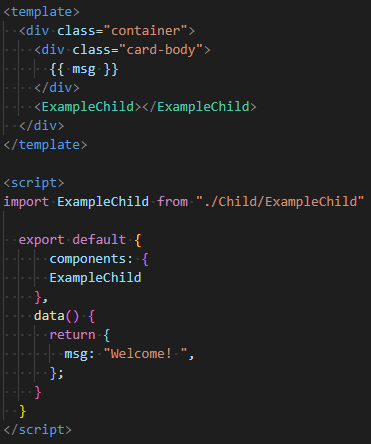 <template>
  <div class="container">
    <div class="card-body">
      {{ msg }}
    </div>
    <ExampleChild></ExampleChild>
  </div>
</template>

<script>
import ExampleChild from "./Child/ExampleChild"

  export default {
      components: {
      ExampleChild
    },
    data() {
      return {
        msg: "Welcome! ",
      };
    }
  }
</script>